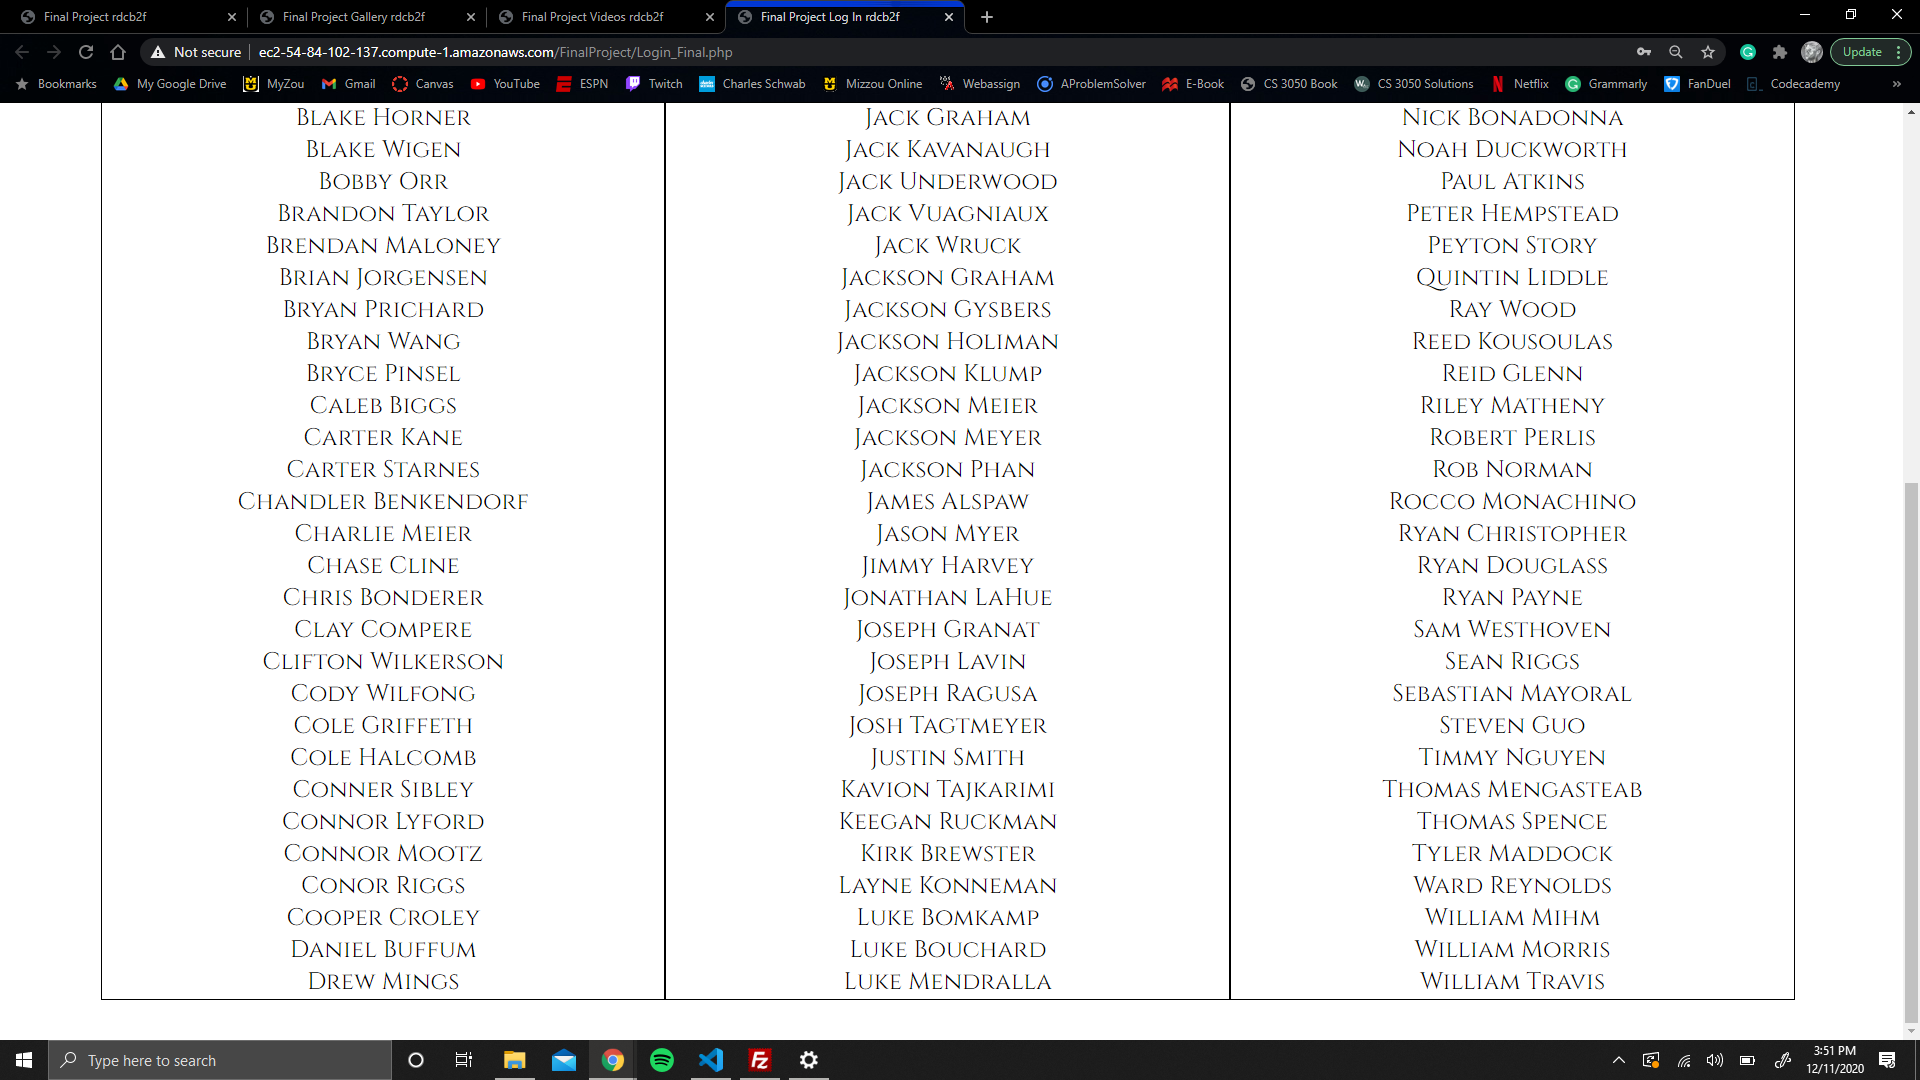 Final Project rdcb2f
Final Project Gallery rdcb2f
Final Project Videos rdcb2f
Final Project Log In rdcb2f
Not secure
ec2-54-84-102-137.compute-1.amazonaws.com/FinalProject/Login_Final.php
Update
Bookmarks
My Google Drive
MyZou
Gmail
Canvas
YouTube
ESPN
Twitch
Charles Schwab
Mizzou Online
Webassign
AProblemSolver
E-Book
CS 3050 Book
CS 3050 Solutions
Netflix
Grammarly
FanDuel
Codecademy
»
Blake Horner
Blake Wigen
Bobby Orr
Brandon Taylor
Brendan Maloney
Brian Jorgensen
Bryan Prichard
Bryan Wang
Bryce Pinsel
Caleb Biggs
Carter Kane
Carter Starnes
Chandler Benkendorf
Charlie Meier
Chase Cline
Chris Bonderer
Clay Compere
Clifton Wilkerson
Cody Wilfong
Cole Griffeth
Cole Halcomb
Conner Sibley
Connor Lyford
Connor Mootz
Conor Riggs
Cooper Croley
Daniel Buffum
Drew Mings
Jack Graham
Jack Kavanaugh
Jack Underwood
Jack Vuagniaux
Jack Wruck
Jackson Graham
Jackson Gysbers
Jackson Holiman
Jackson Klump
Jackson Meier
Jackson Meyer
Jackson Phan
James Alspaw
Jason Myer
Jimmy Harvey
Jonathan LaHue
Joseph Granat
Joseph Lavin
Joseph Ragusa
Josh Tagtmeyer
Justin Smith
Kavion Tajkarimi
Keegan Ruckman
Kirk Brewster
Layne Konneman
Luke Bomkamp
Luke Bouchard
Luke Mendralla
Nick Bonadonna
Noah Duckworth
Paul Atkins
Peter Hempstead
Peyton Story
Quintin Liddle
Ray Wood
Reed Kousoulas
Reid Glenn
Riley Matheny
Robert Perlis
Rob Norman
Rocco Monachino
Ryan Christopher
Ryan Douglass
Ryan Payne
Sam Westhoven
Sean Riggs
Sebastian Mayoral
Steven Guo
Timmy Nguyen
Thomas Mengasteab
Thomas Spence
Tyler Maddock
Ward Reynolds
William Mihm
William Morris
William Travis
Type here to search
3:51 PM
12/11/2020